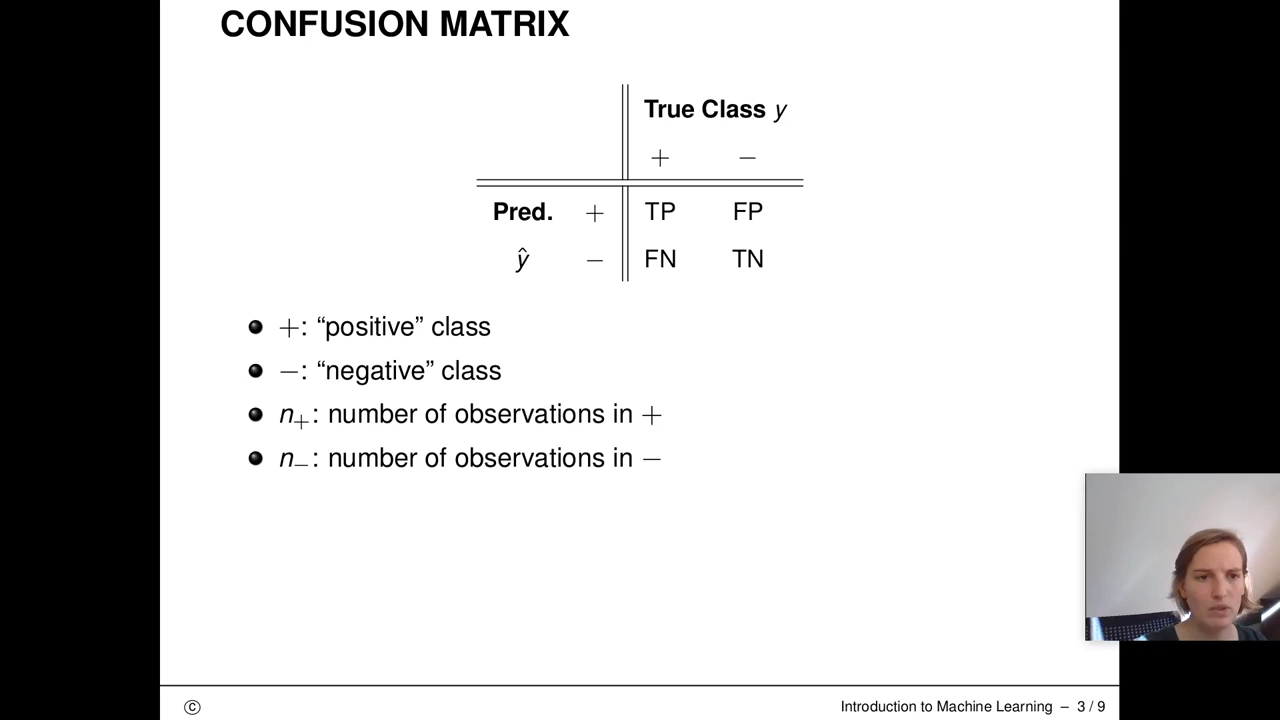 CONFUSION MATRIX
True Class y
+ −
Pred. + TP FP
ŷ − FN TN
+: “positive” class
−: “negative” class
n₊: number of observations in +
n₋: number of observations in −
© Introduction to Machine Learning – 3 / 9